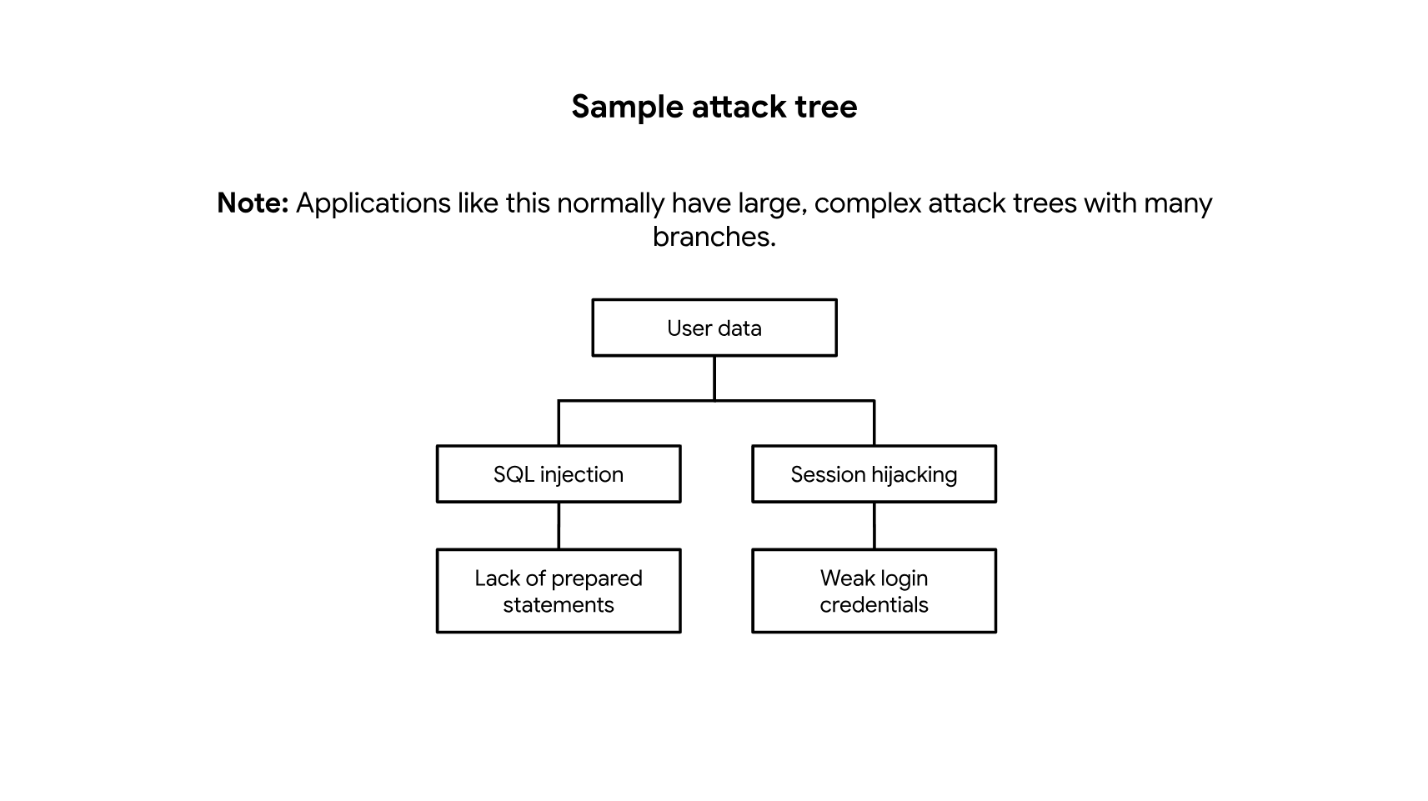 Sample attack tree
Note: Applications like this normally have large, complex attack trees with many
branches.
User data
SQL injection
Session hijacking
Lack of prepared
statements
Weak login
credentials